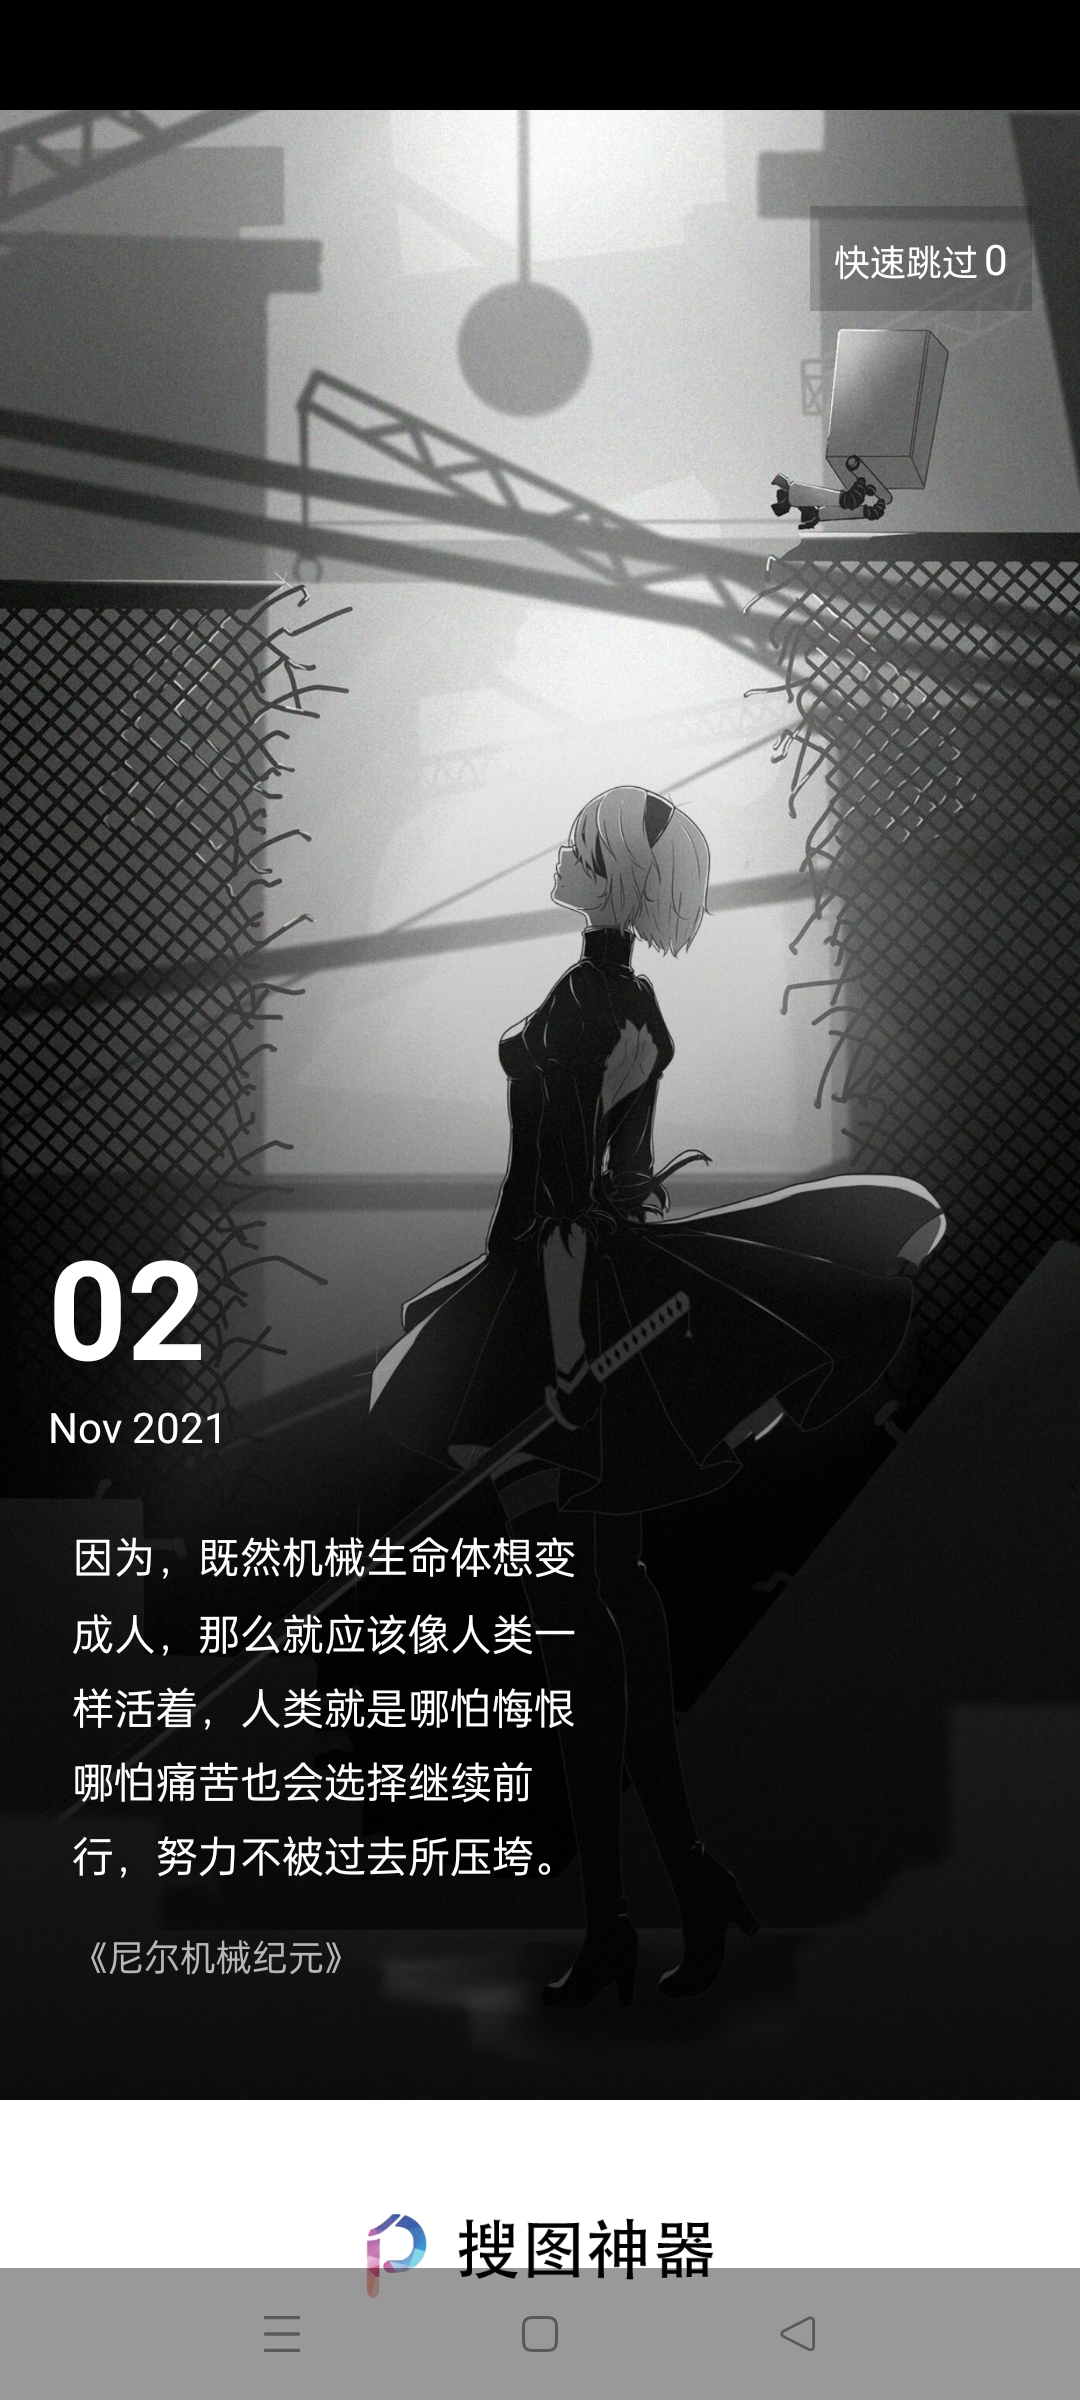 快速跳过 0
02
Nov 2021
因为，既然机械生命体想变
成人，那么就应该像人类一
样活着，人类就是哪怕悔恨
哪怕痛苦也会选择继续前
行，努力不被过去所压垮。
《尼尔机械纪元》
搜图神器